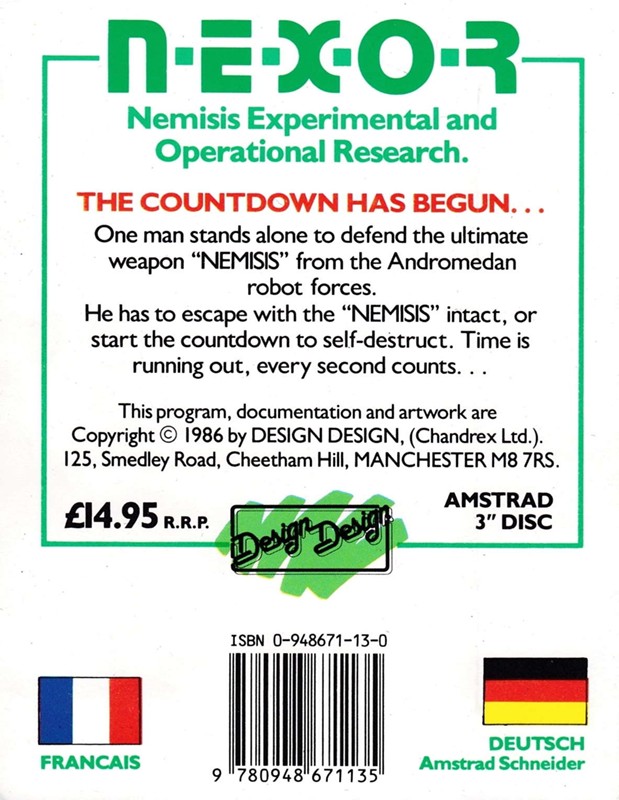 N·E·X·O·R
Nemisis Experimental and
Operational Research.
THE COUNTDOWN HAS BEGUN. . .
One man stands alone to defend the ultimate
weapon “NEMISIS” from the Andromedan
robot forces.
He has to escape with the “NEMISIS” intact, or
start the countdown to self-destruct. Time is
running out, every second counts. . .
This program, documentation and artwork are
Copyright © 1986 by DESIGN DESIGN, (Chandrex Ltd.).
125, Smedley Road, Cheetham Hill, MANCHESTER M8 7RS.
£14.95 R.R.P.
Design Design
AMSTRAD
3” DISC
ISBN 0-948671-13-0
9 780948 671135
FRANCAIS
DEUTSCH
Amstrad Schneider